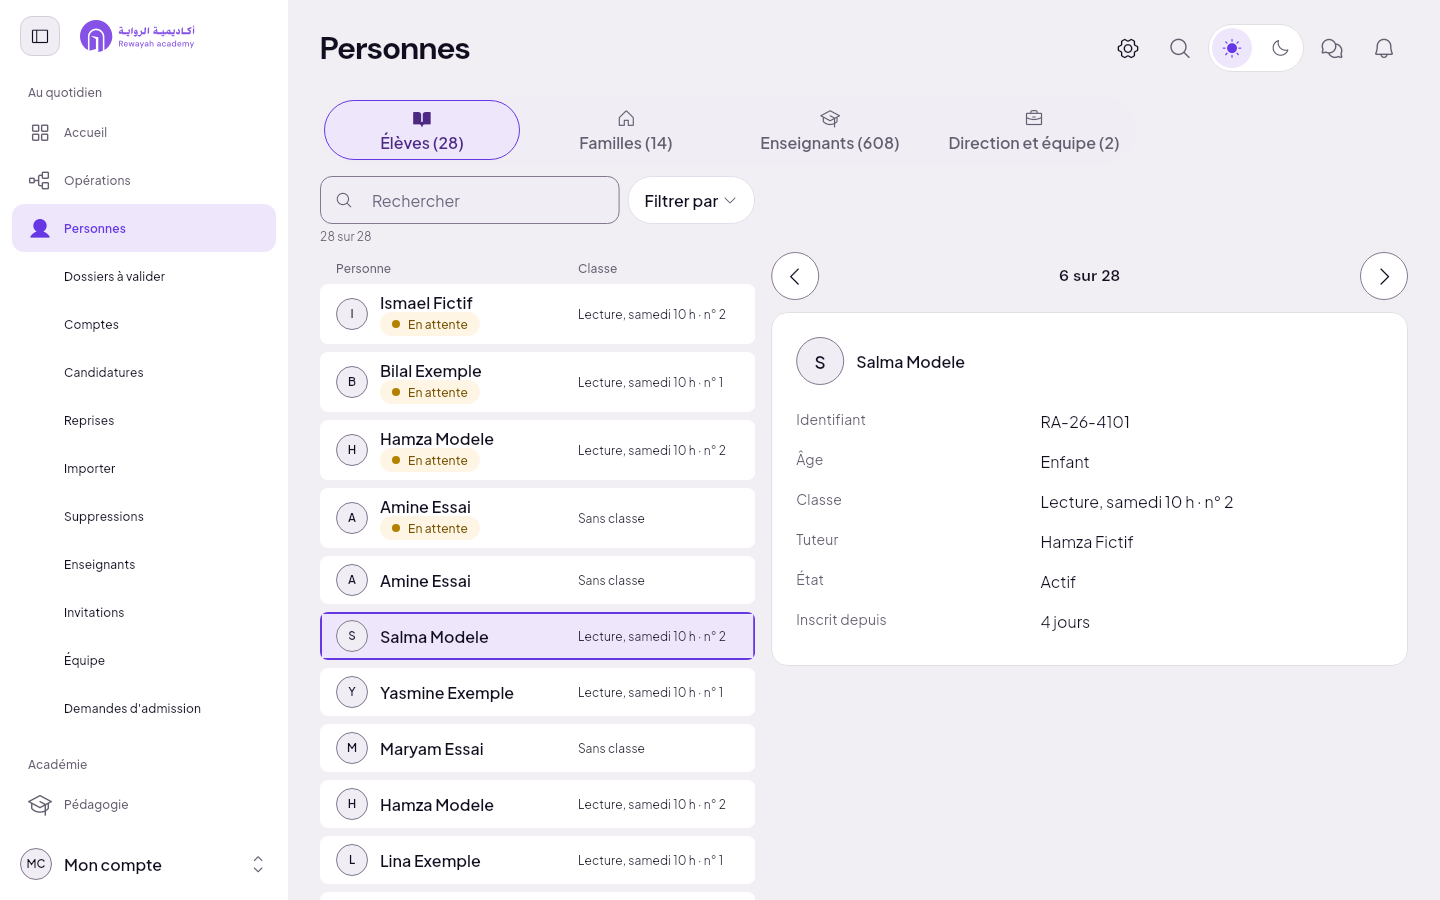 أكاديمية الرواية
Rewayah academy
Au quotidien
Accueil
Opérations
Personnes
Dossiers à valider
Comptes
Candidatures
Reprises
Importer
Suppressions
Enseignants
Invitations
Équipe
Demandes d'admission
Académie
Pédagogie
MC Mon compte
Personnes
Élèves (28)
Familles (14)
Enseignants (608)
Direction et équipe (2)
Rechercher
Filtrer par
28 sur 28
Personne Classe
I Ismael Fictif
En attente
Lecture, samedi 10 h · n° 2
B Bilal Exemple
En attente
Lecture, samedi 10 h · n° 1
H Hamza Modele
En attente
Lecture, samedi 10 h · n° 2
A Amine Essai
En attente
Sans classe
A Amine Essai Sans classe
S Salma Modele Lecture, samedi 10 h · n° 2
Y Yasmine Exemple Lecture, samedi 10 h · n° 1
M Maryam Essai Sans classe
H Hamza Modele Lecture, samedi 10 h · n° 2
L Lina Exemple Lecture, samedi 10 h · n° 1
6 sur 28
S Salma Modele
Identifiant RA-26-4101
Âge Enfant
Classe Lecture, samedi 10 h · n° 2
Tuteur Hamza Fictif
État Actif
Inscrit depuis 4 jours